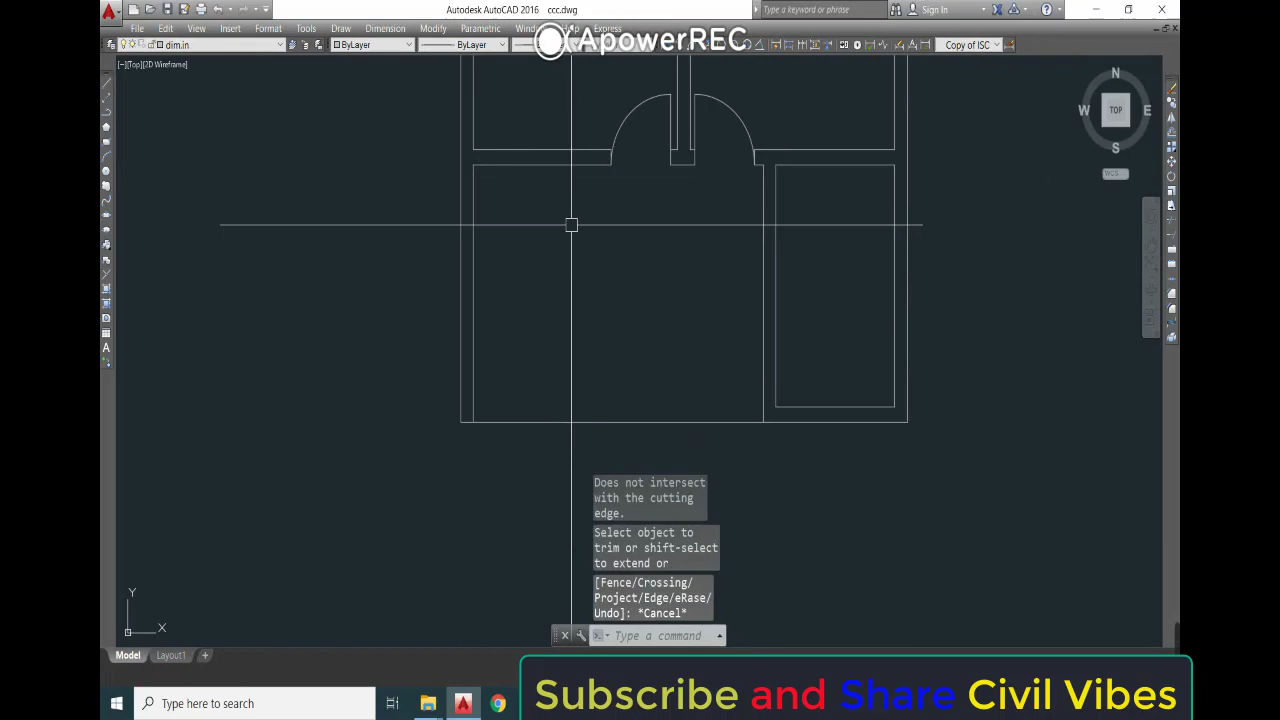 Autodesk AutoCAD 2016 ccc.dwg
Type a keyword or phrase
Sign In
File Edit View Insert Format Tools Draw Dimension Modify Parametric Express
ApowerREC
dim.in
ByLayer
ByLayer
Copy of ISC
[−][Top][2D Wireframe]
N
W TOP E
S
WCS
Does not intersect
with the cutting
edge.
Select object to
trim or shift-select
to extend or
[Fence/Crossing/
Project/Edge/eRase/
Undo]: *Cancel*
Type a command
Y
X
Model Layout1
Type here to search
Subscribe and Share Civil Vibes